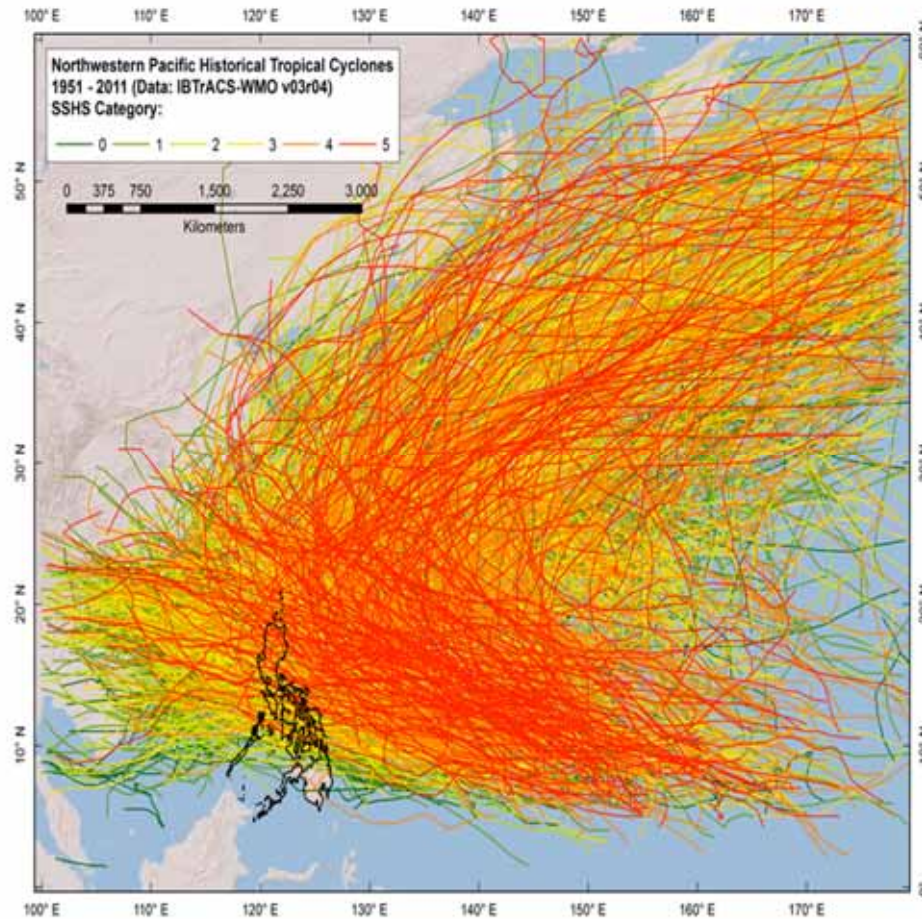 100° E 110° E 120° E 130° E 140° E 150° E 160° E 170° E
Northwestern Pacific Historical Tropical Cyclones
1951 - 2011 (Data: IBTrACS-WMO v03r04)
SSHS Category:
0 1 2 3 4 5
0 375 750 1,500 2,250 3,000
Kilometers
50° N
40° N
30° N
20° N
10° N
100° E 110° E 120° E 130° E 140° E 150° E 160° E 170° E